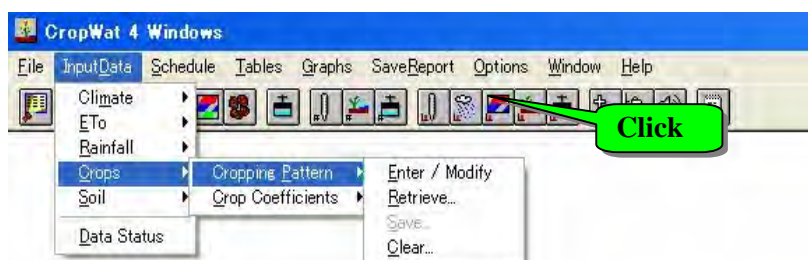 CropWat 4 Windows
File InputData Schedule Tables Graphs SaveReport Options Window Help
Climate
ETo
Rainfall
Crops Cropping Pattern Enter / Modify
Soil Crop Coefficients Retrieve...
Save...
Data Status Clear...
Click